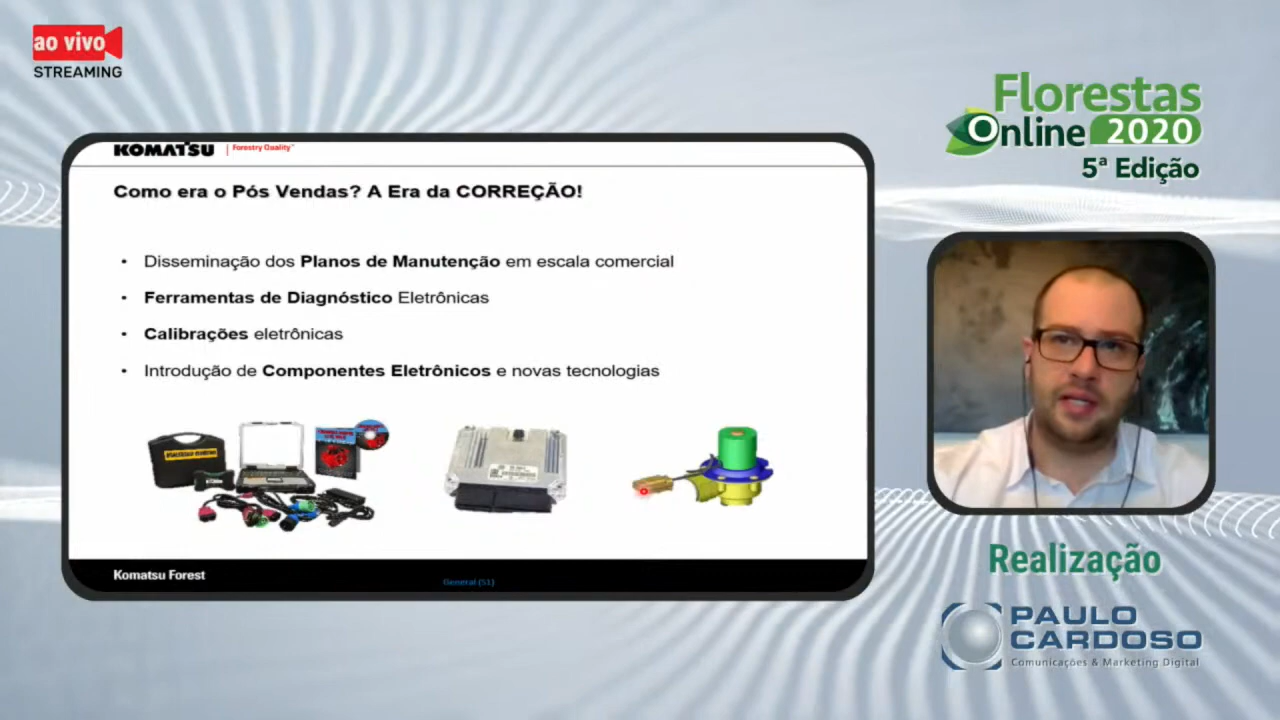 ao vivo
STREAMING
KOMATSU | Forestry Quality
Como era o Pós Vendas? A Era da CORREÇÃO!
• Disseminação dos Planos de Manutenção em escala comercial
• Ferramentas de Diagnóstico Eletrônicas
• Calibrações eletrônicas
• Introdução de Componentes Eletrônicos e novas tecnologias
Komatsu Forest
General (S1)
Florestas
Online 2020
5ª Edição
Realização
PAULO
CARDOSO
Comunicações & Marketing Digital